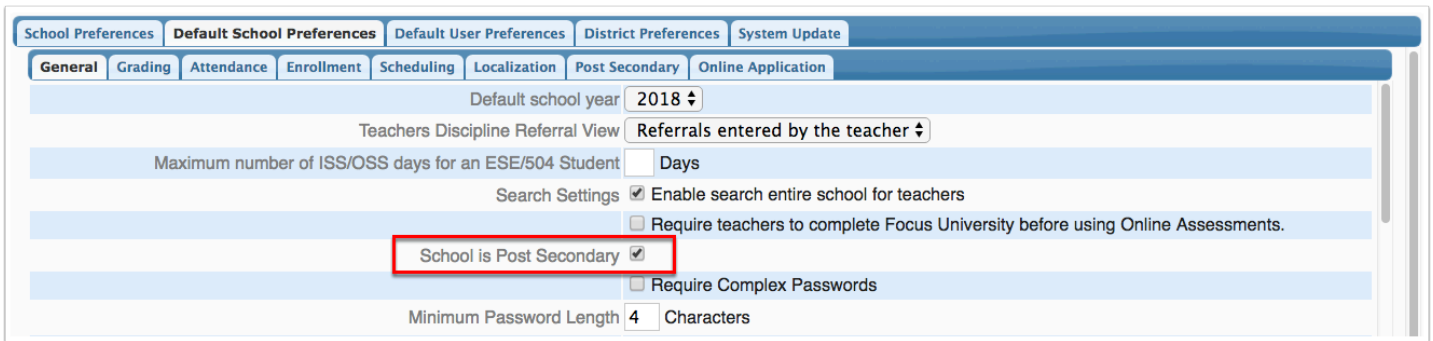 School Preferences Default School Preferences Default User Preferences District Preferences System Update
General Grading Attendance Enrollment Scheduling Localization Post Secondary Online Application
Default school year 2018
Teachers Discipline Referral View Referrals entered by the teacher
Maximum number of ISS/OSS days for an ESE/504 Student Days
Search Settings Enable search entire school for teachers
Require teachers to complete Focus University before using Online Assessments.
School is Post Secondary
Require Complex Passwords
Minimum Password Length 4 Characters